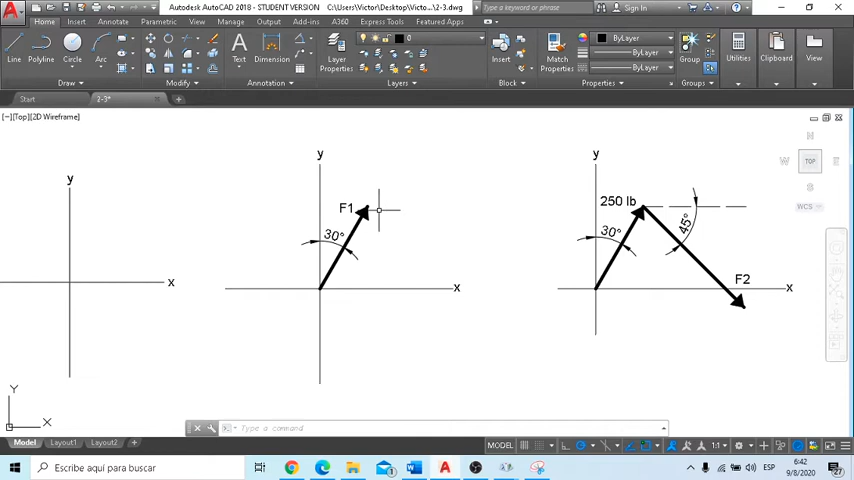 Autodesk AutoCAD 2018 - STUDENT VERSION C:\Users\Victor\Desktop\Victo...\2-3.dwg
Type a keyword or phrase
Sign In
Home Insert Annotate Parametric View Manage Output Add-ins A360 Express Tools Featured Apps
Line Polyline Circle Arc
Text Dimension
Layer Properties
0
Insert
Match Properties
ByLayer
ByLayer
ByLayer
Group Utilities Clipboard View
Draw Modify Annotation Layers Block Properties Groups
Start 2-3*
[−][Top][2D Wireframe]
N
W TOP E
S
WCS
y
x
y
F1
30°
x
y
250 lb
30°
45°
F2
x
Y
X
Type a command
Model Layout1 Layout2
MODEL 1:1
Escribe aquí para buscar
1
ESP
6:42
9/8/2020
27